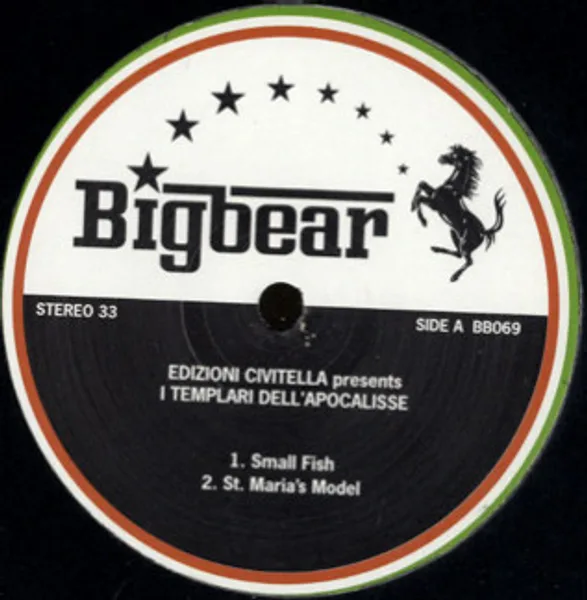 Bigbear
STEREO 33
SIDE A BB069
EDIZIONI CIVITELLA presents
I TEMPLARI DELL'APOCALISSE
1. Small Fish
2. St. Maria's Model